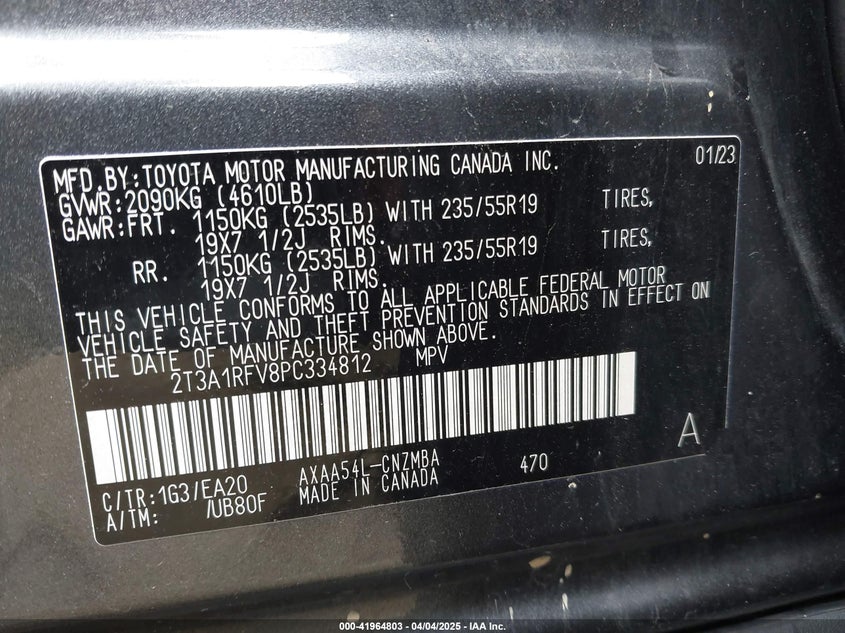 MFD.BY:TOYOTA MOTOR MANUFACTURING CANADA INC. 01/23
GVWR:2090KG (4610LB)
GAWR:FRT. 1150KG (2535LB) WITH 235/55R19 TIRES,
19X7 1/2J RIMS.
RR. 1150KG (2535LB) WITH 235/55R19 TIRES,
19X7 1/2J RIMS.
THIS VEHICLE CONFORMS TO ALL APPLICABLE FEDERAL MOTOR
VEHICLE SAFETY AND THEFT PREVENTION STANDARDS IN EFFECT ON
THE DATE OF MANUFACTURE SHOWN ABOVE.
2T3A1RFV8PC334812 MPV
A
C/TR:1G3/EA20 AXAA54L-CNZMBA 470
A/TM: /UB80F MADE IN CANADA
000-41964803 - 04/04/2025 - IAA Inc.